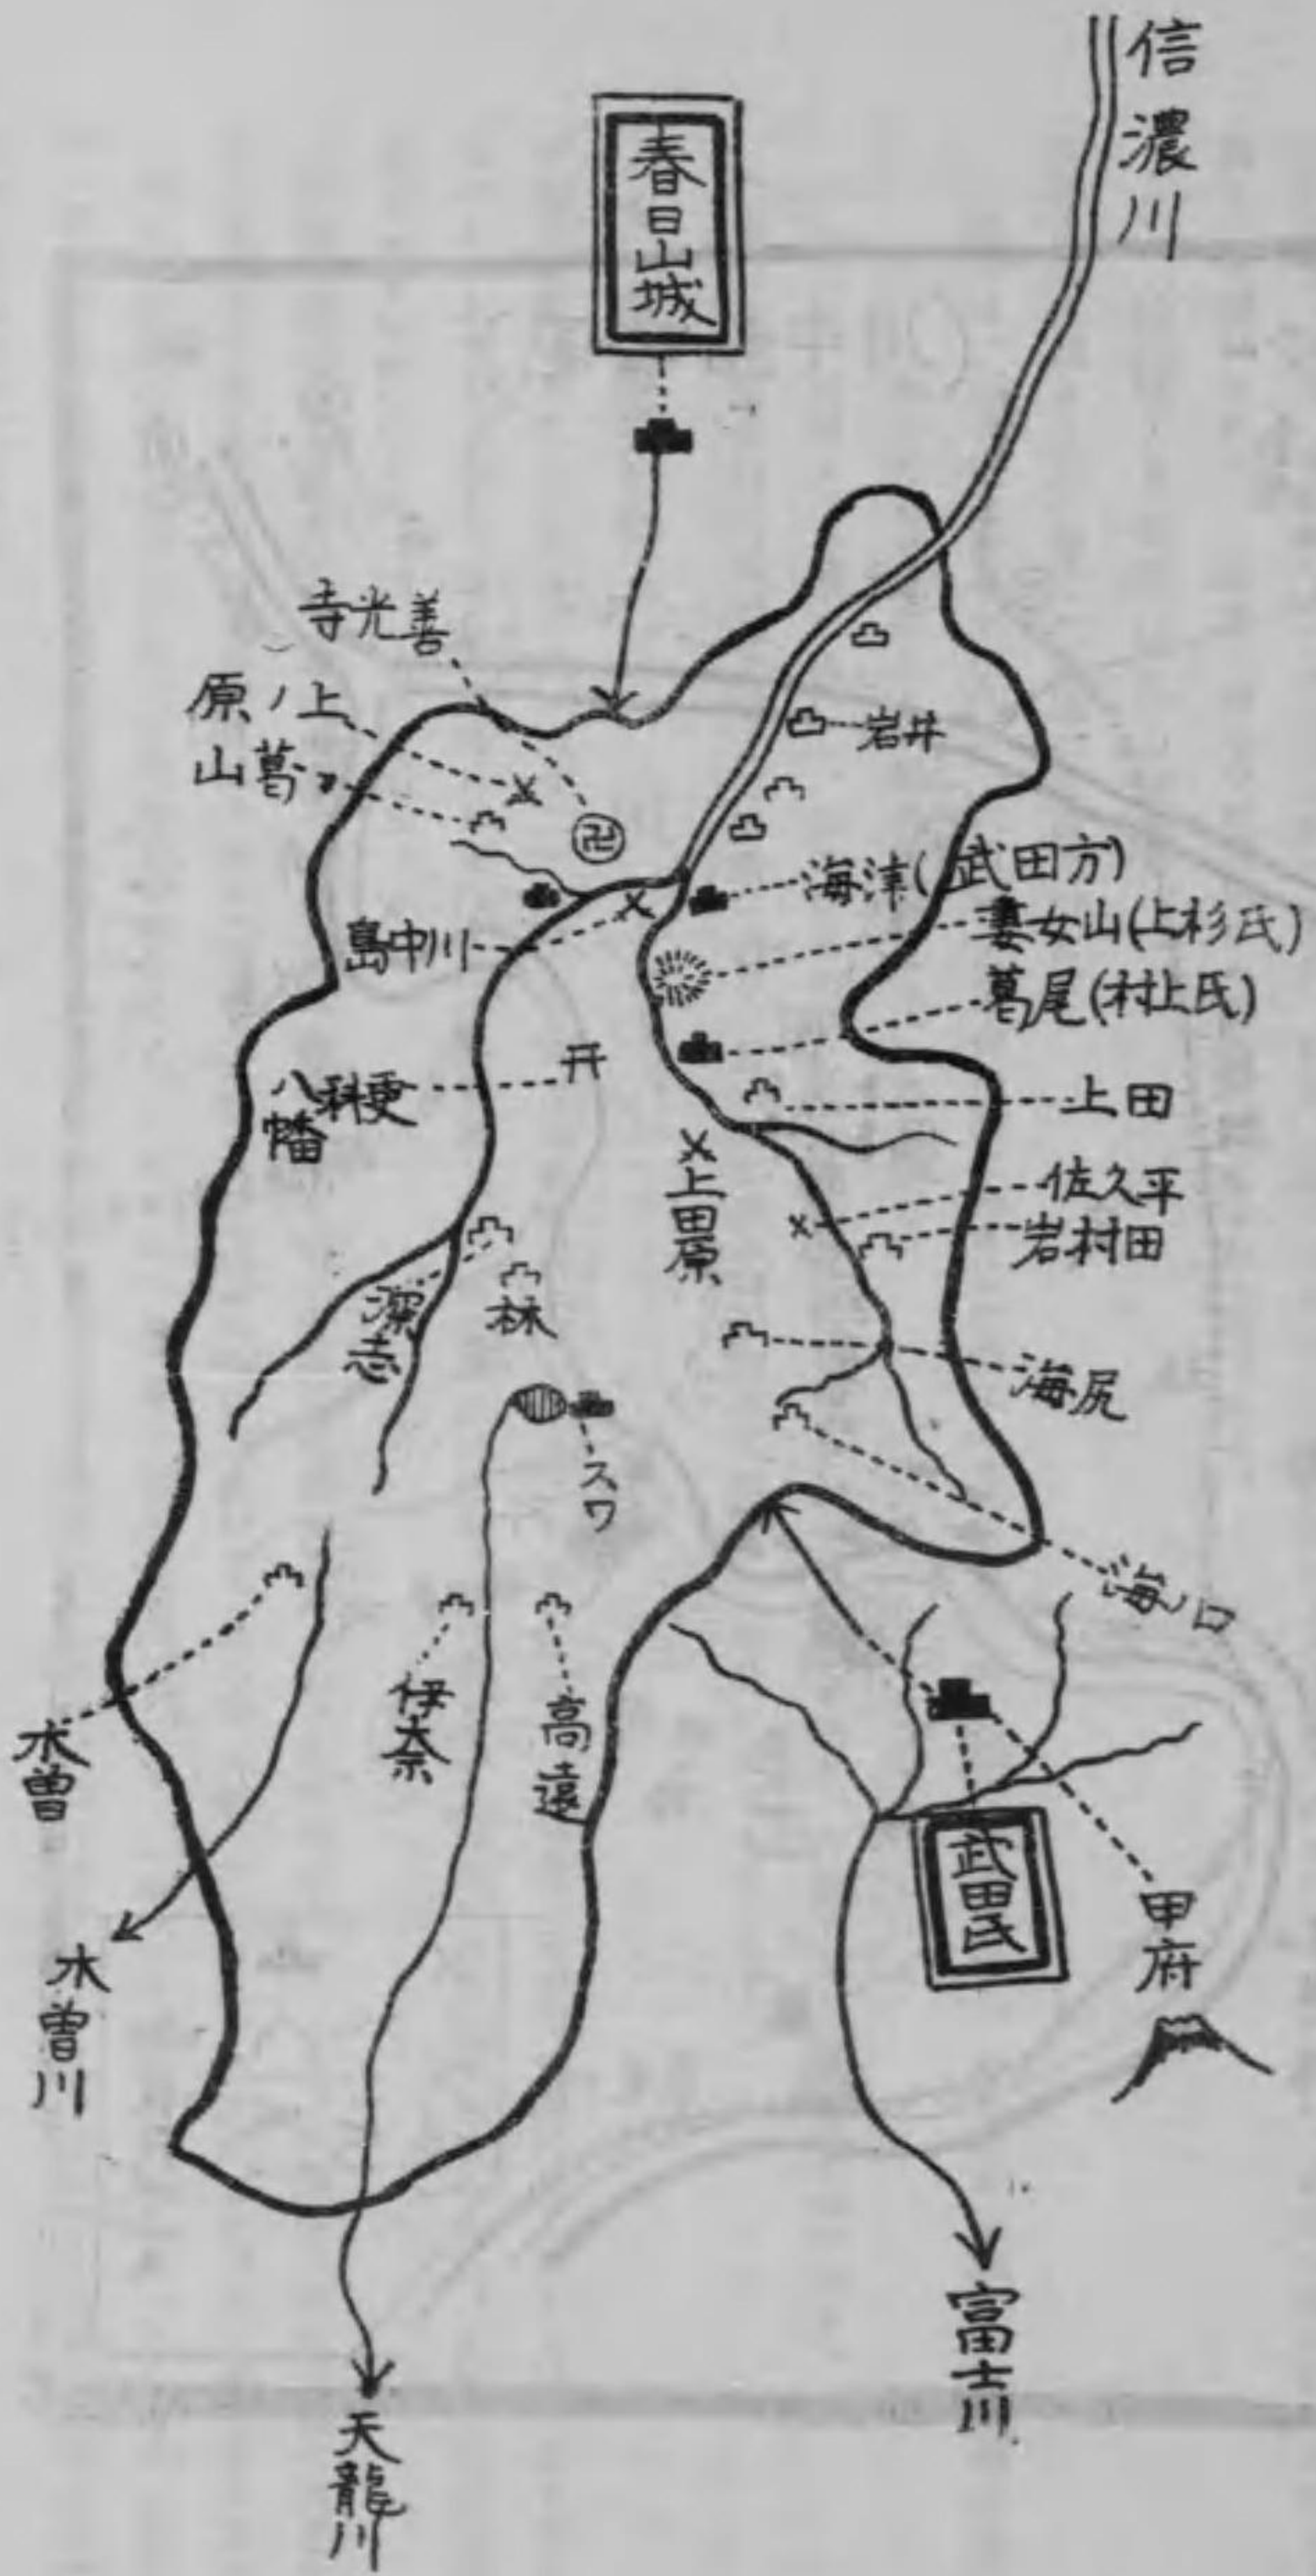 信濃川
春日山城
寺光善
原ノ上
山葛
岩井
海津(武田方)
妻女山(上杉氏)
島中川
葛尾(村上氏)
八幡
科更
上田
上田原
佐久平
岩村田
深志
林
海尻
スワ
海ノ口
木曽
伊奈
高遠
武田氏
甲府
木曽川
富士川
天龍川